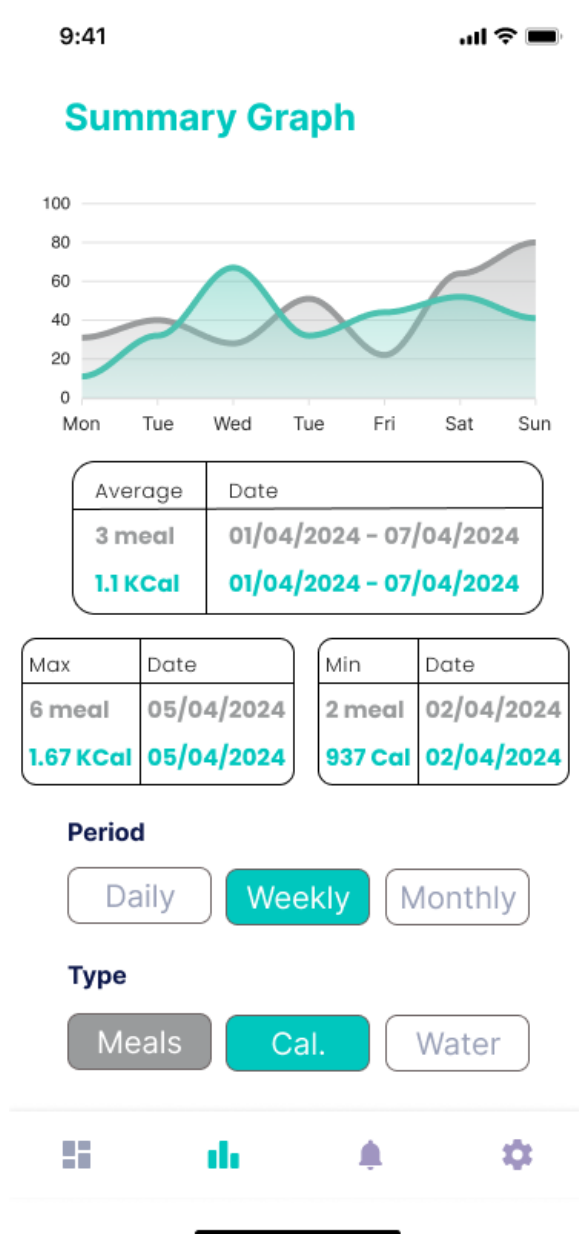 9:41
Summary Graph
100
80
60
40
20
0
Mon Tue Wed Tue Fri Sat Sun
Average Date
3 meal 01/04/2024 - 07/04/2024
1.1 KCal 01/04/2024 - 07/04/2024
Max Date
6 meal 05/04/2024
1.67 KCal 05/04/2024
Min Date
2 meal 02/04/2024
937 Cal 02/04/2024
Period
Daily Weekly Monthly
Type
Meals Cal. Water